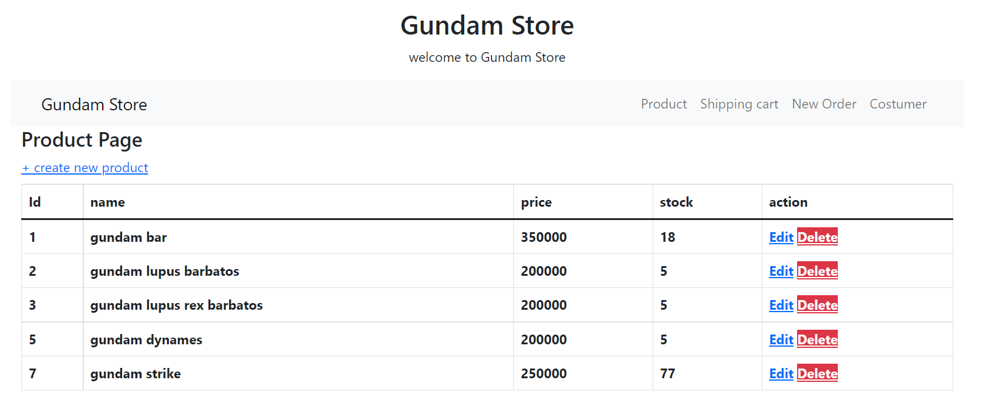 Gundam Store
welcome to Gundam Store
Gundam Store Product Shipping cart New Order Costumer
Product Page
+ create new product
Id name price stock action
1 gundam bar 350000 18 Edit Delete
2 gundam lupus barbatos 200000 5 Edit Delete
3 gundam lupus rex barbatos 200000 5 Edit Delete
5 gundam dynames 200000 5 Edit Delete
7 gundam strike 250000 77 Edit Delete